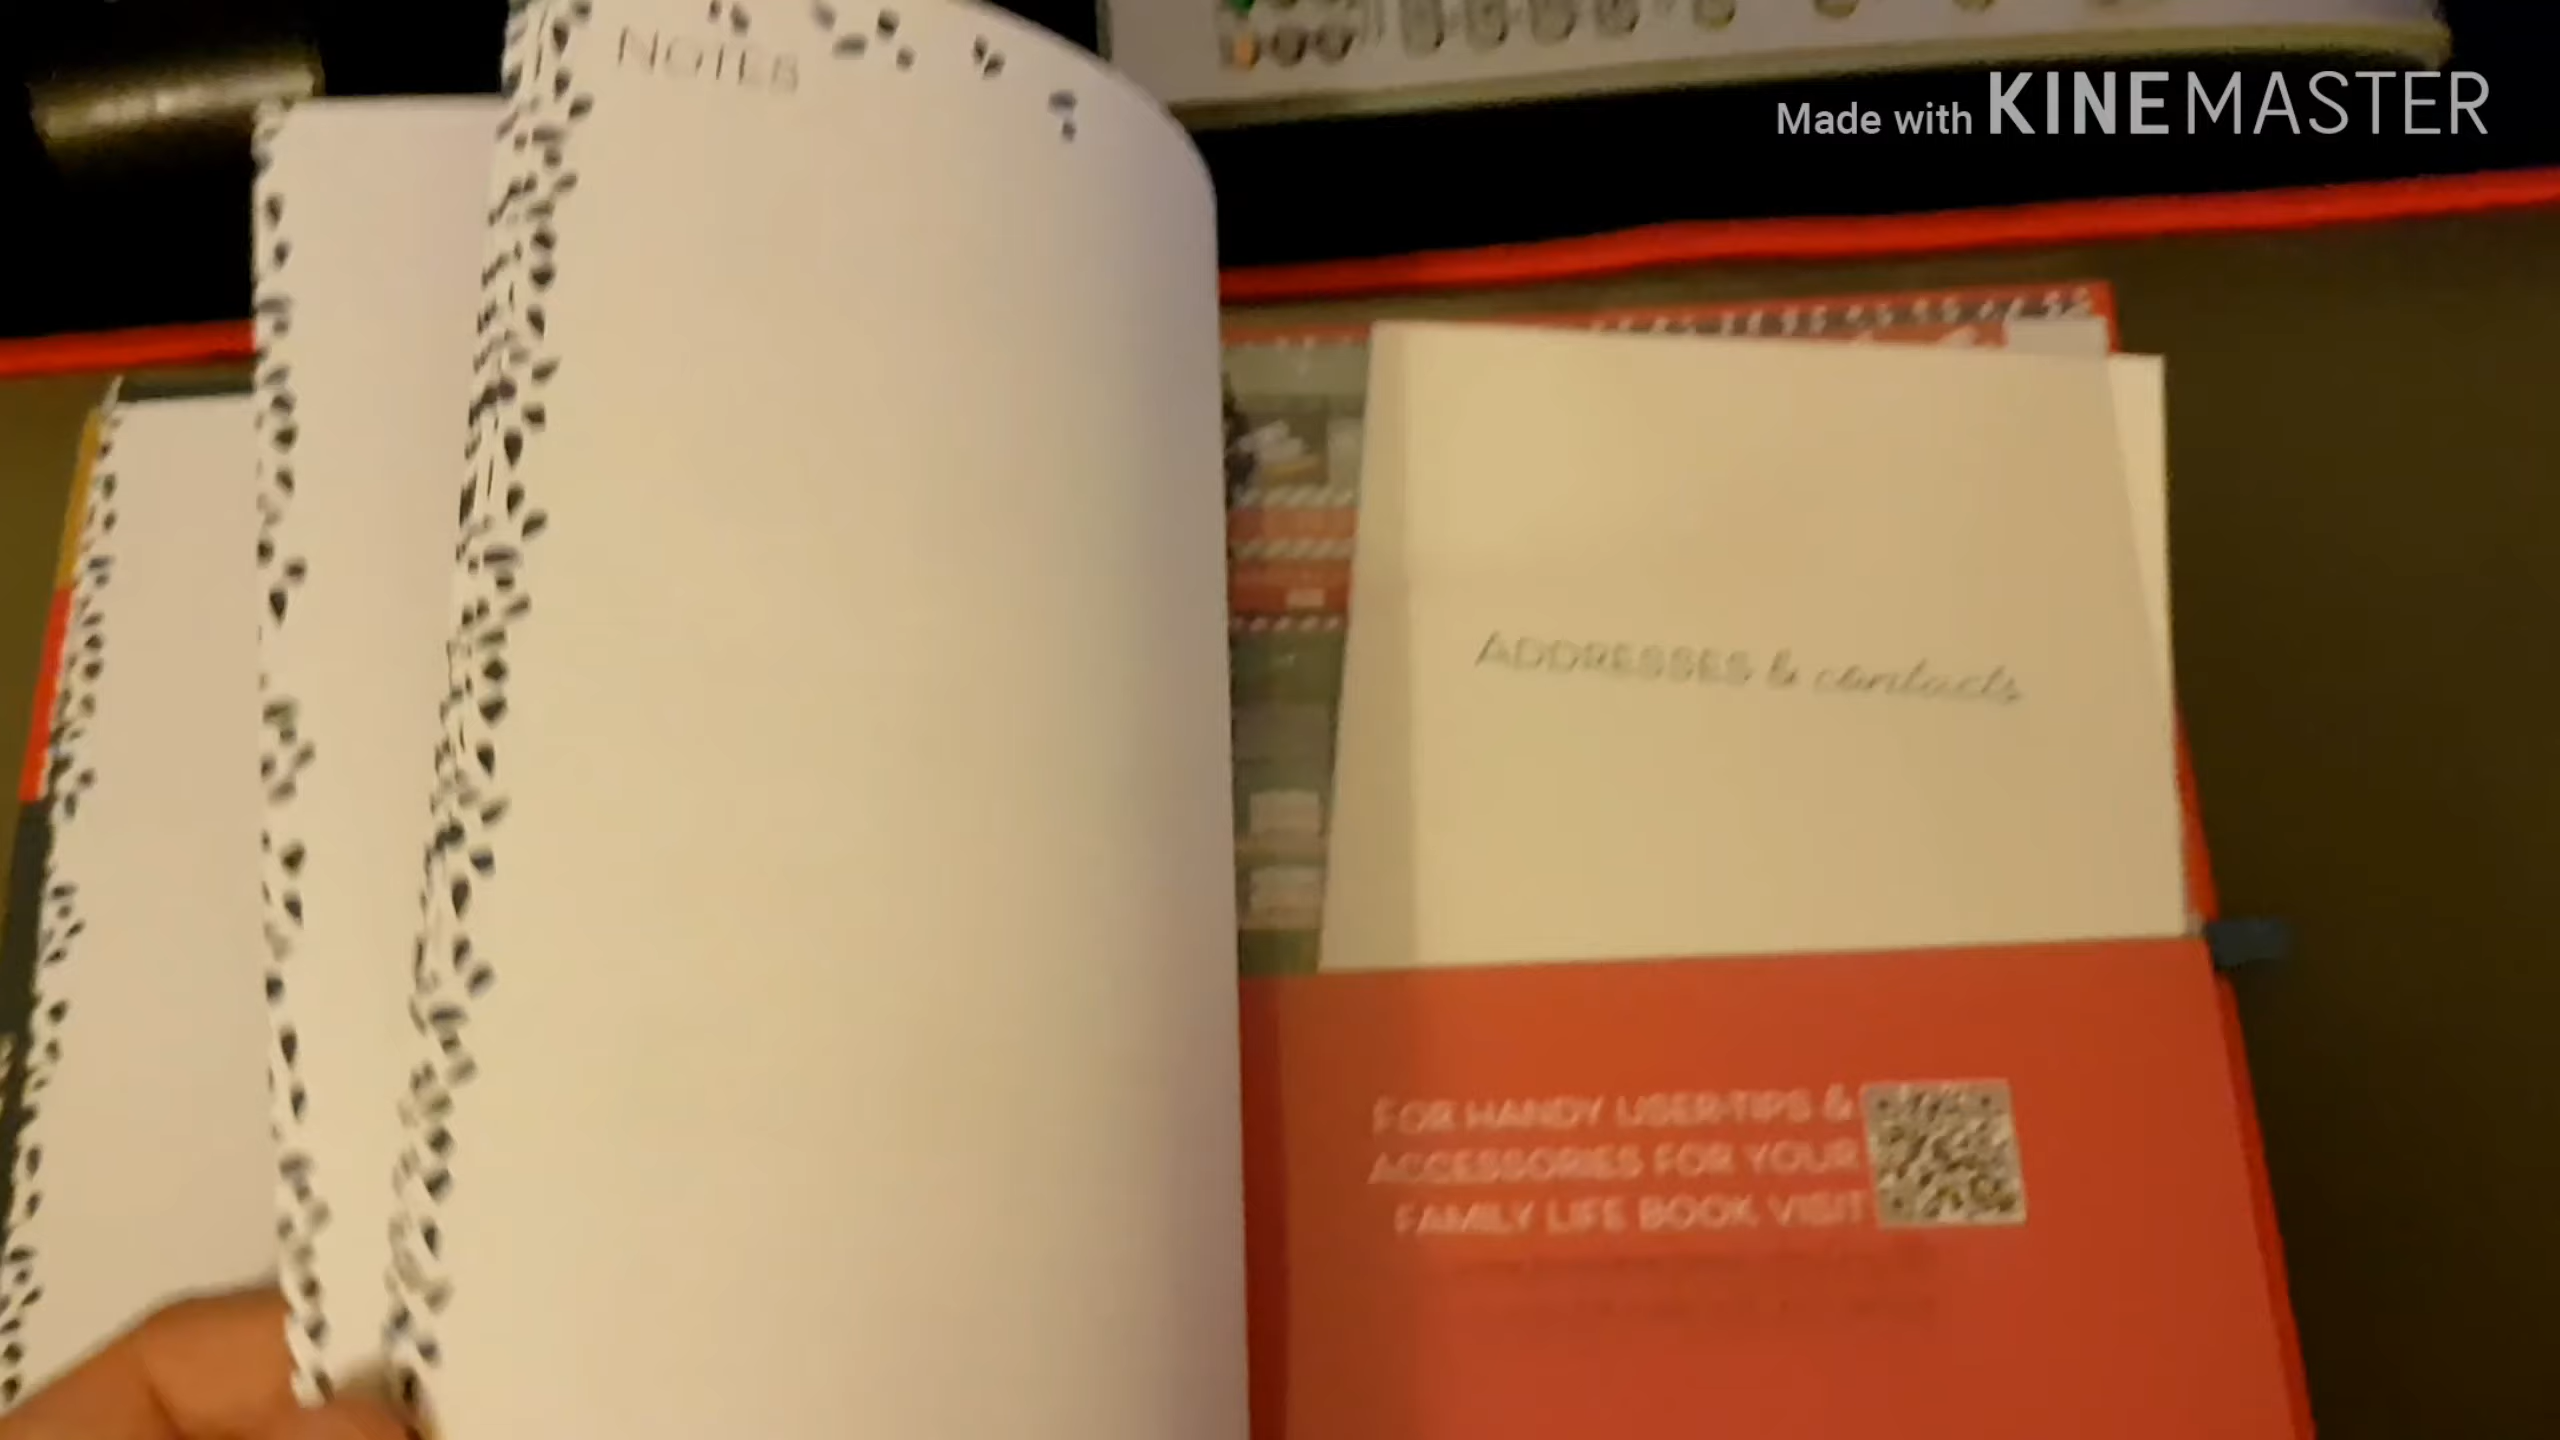 NOTES
Made with KINEMASTER
ADDRESSES & contacts
FOR HANDY USER-TIPS &
ACCESSORIES FOR YOUR
FAMILY LIFE BOOK VISIT